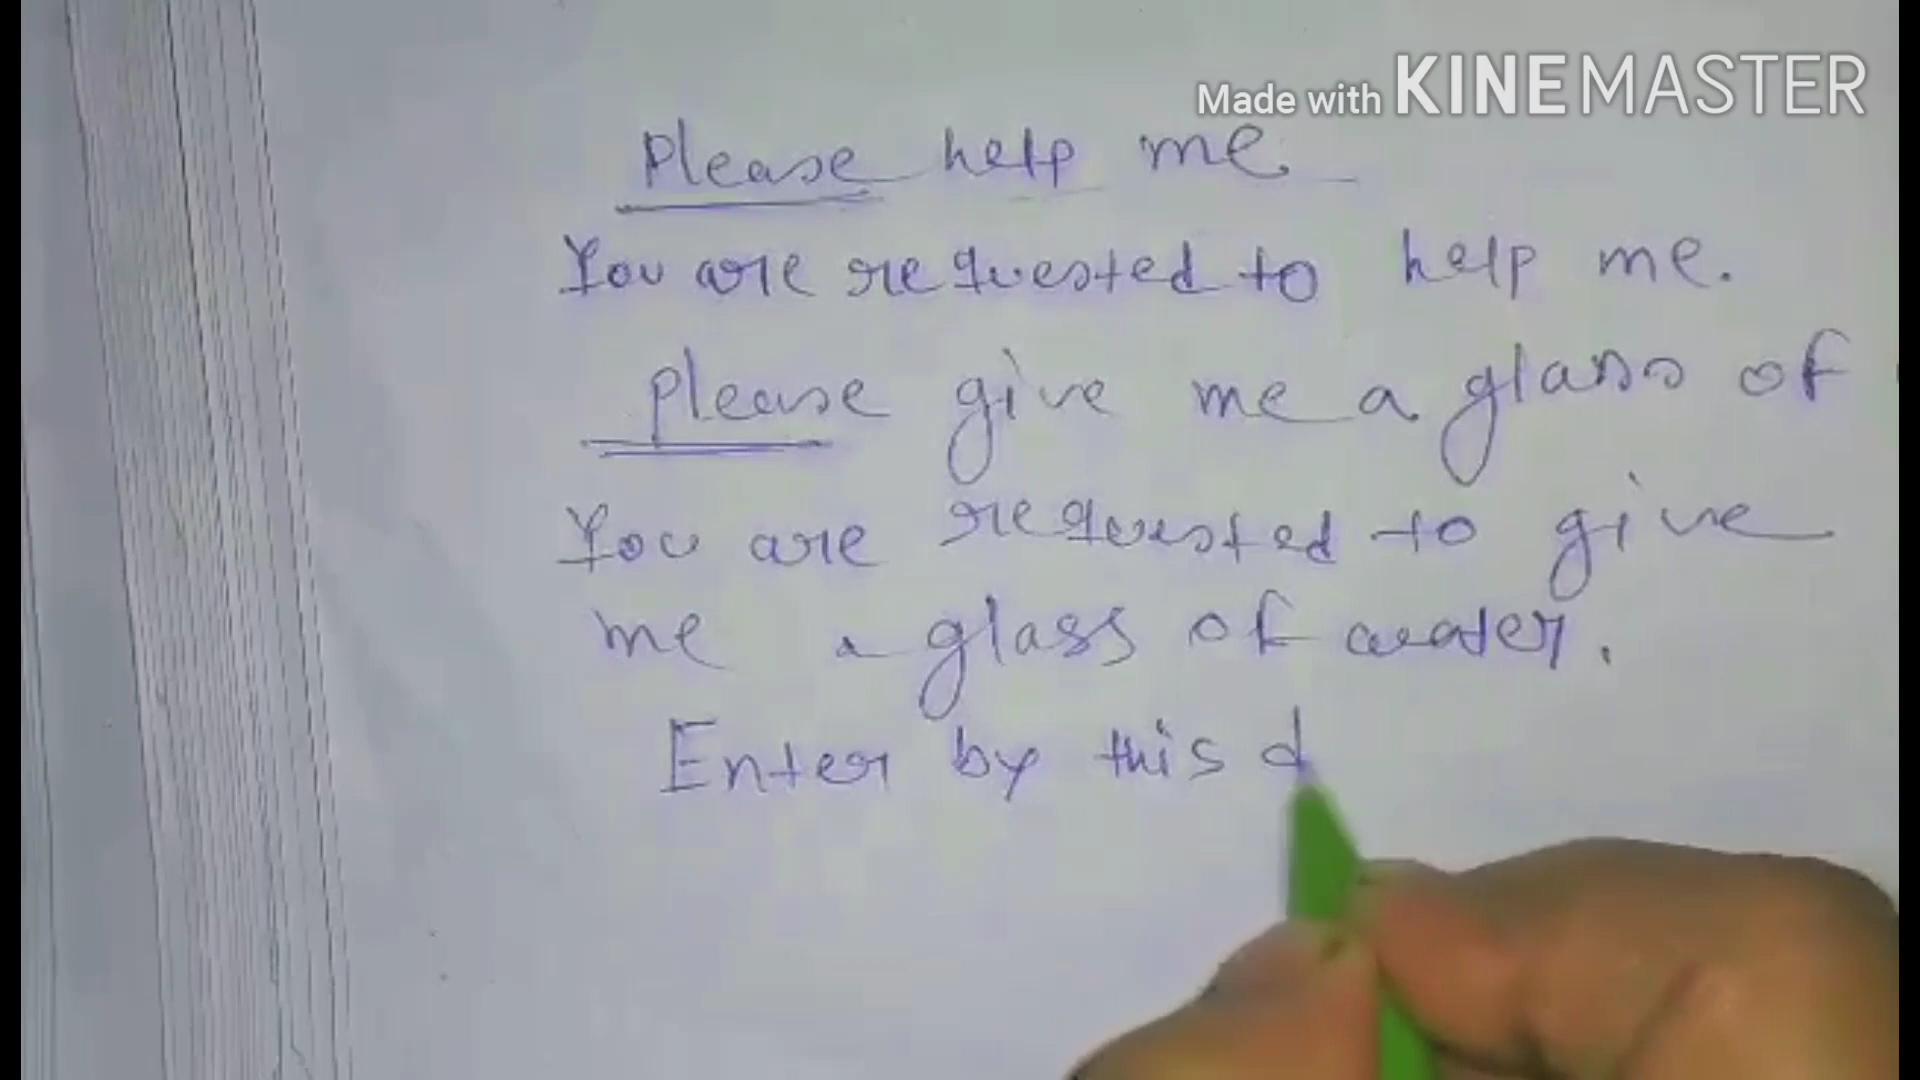 Made with KINEMASTER
Please help me
You are requested to help me.
please give me a glass of
You are requested to give
me a glass of water.
Enter by this d